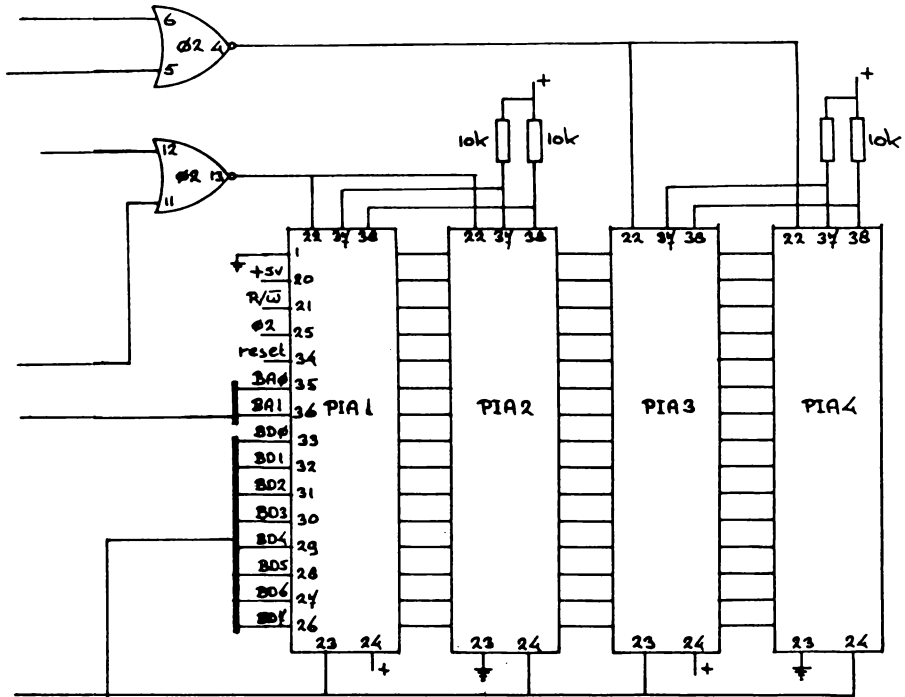 6
Ø2 4
5
+
+
10k
10k
10k
12
Ø2 13
11
22 37 38
22 37 38
22 37 38
22 37 38
1
+5v
20
R/W̅
21
Ø2
25
reset
34
BAØ
35
BA1
36
PIA1
PIA2
PIA3
PIA4
BDØ
33
BD1
32
BD2
31
BD3
30
BD4
29
BD5
28
BD6
27
BD7
26
23 24
23 24
23 24
23 24
+
+